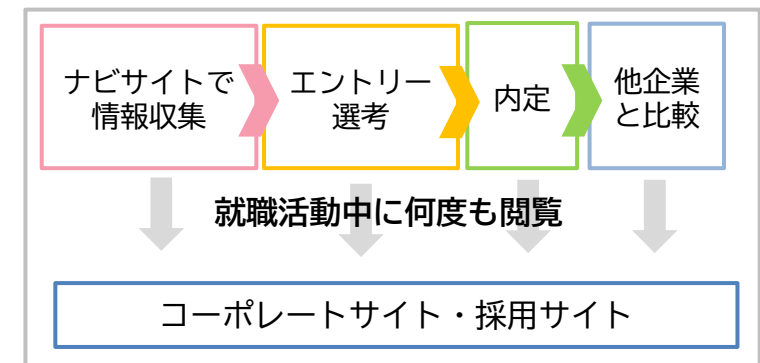 ナビサイトで
情報収集
エントリー
選考
内定
他企業
と比較
就職活動中に何度も閲覧
コーポレートサイト・採用サイト